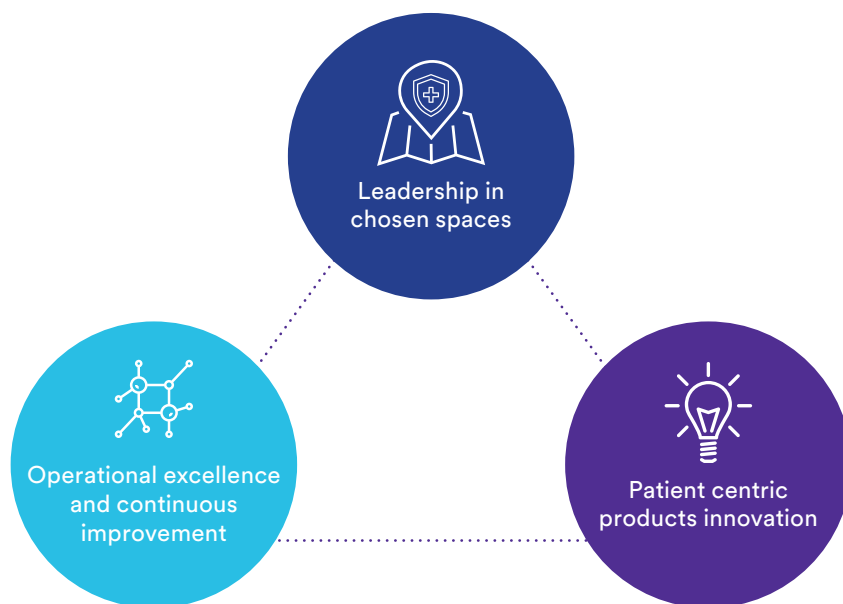 Leadership in
chosen spaces
Operational excellence
and continuous
improvement
Patient centric
products innovation